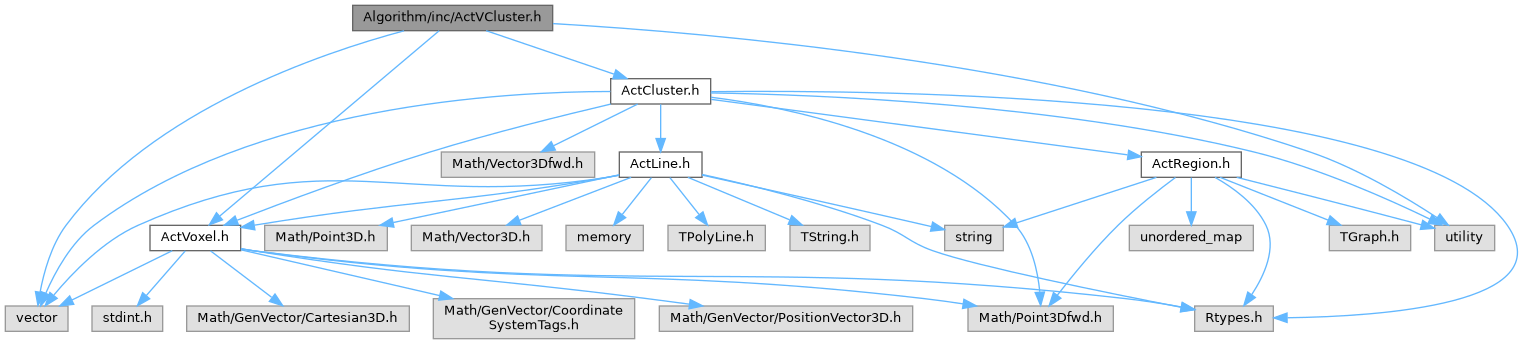 Algorithm/inc/ActVCluster.h
ActCluster.h
Math/Vector3Dfwd.h
ActLine.h
ActRegion.h
ActVoxel.h
Math/Point3D.h
Math/Vector3D.h
memory
TPolyLine.h
TString.h
string
unordered_map
TGraph.h
utility
vector
stdint.h
Math/GenVector/Cartesian3D.h
Math/GenVector/Coordinate
SystemTags.h
Math/GenVector/PositionVector3D.h
Math/Point3Dfwd.h
Rtypes.h